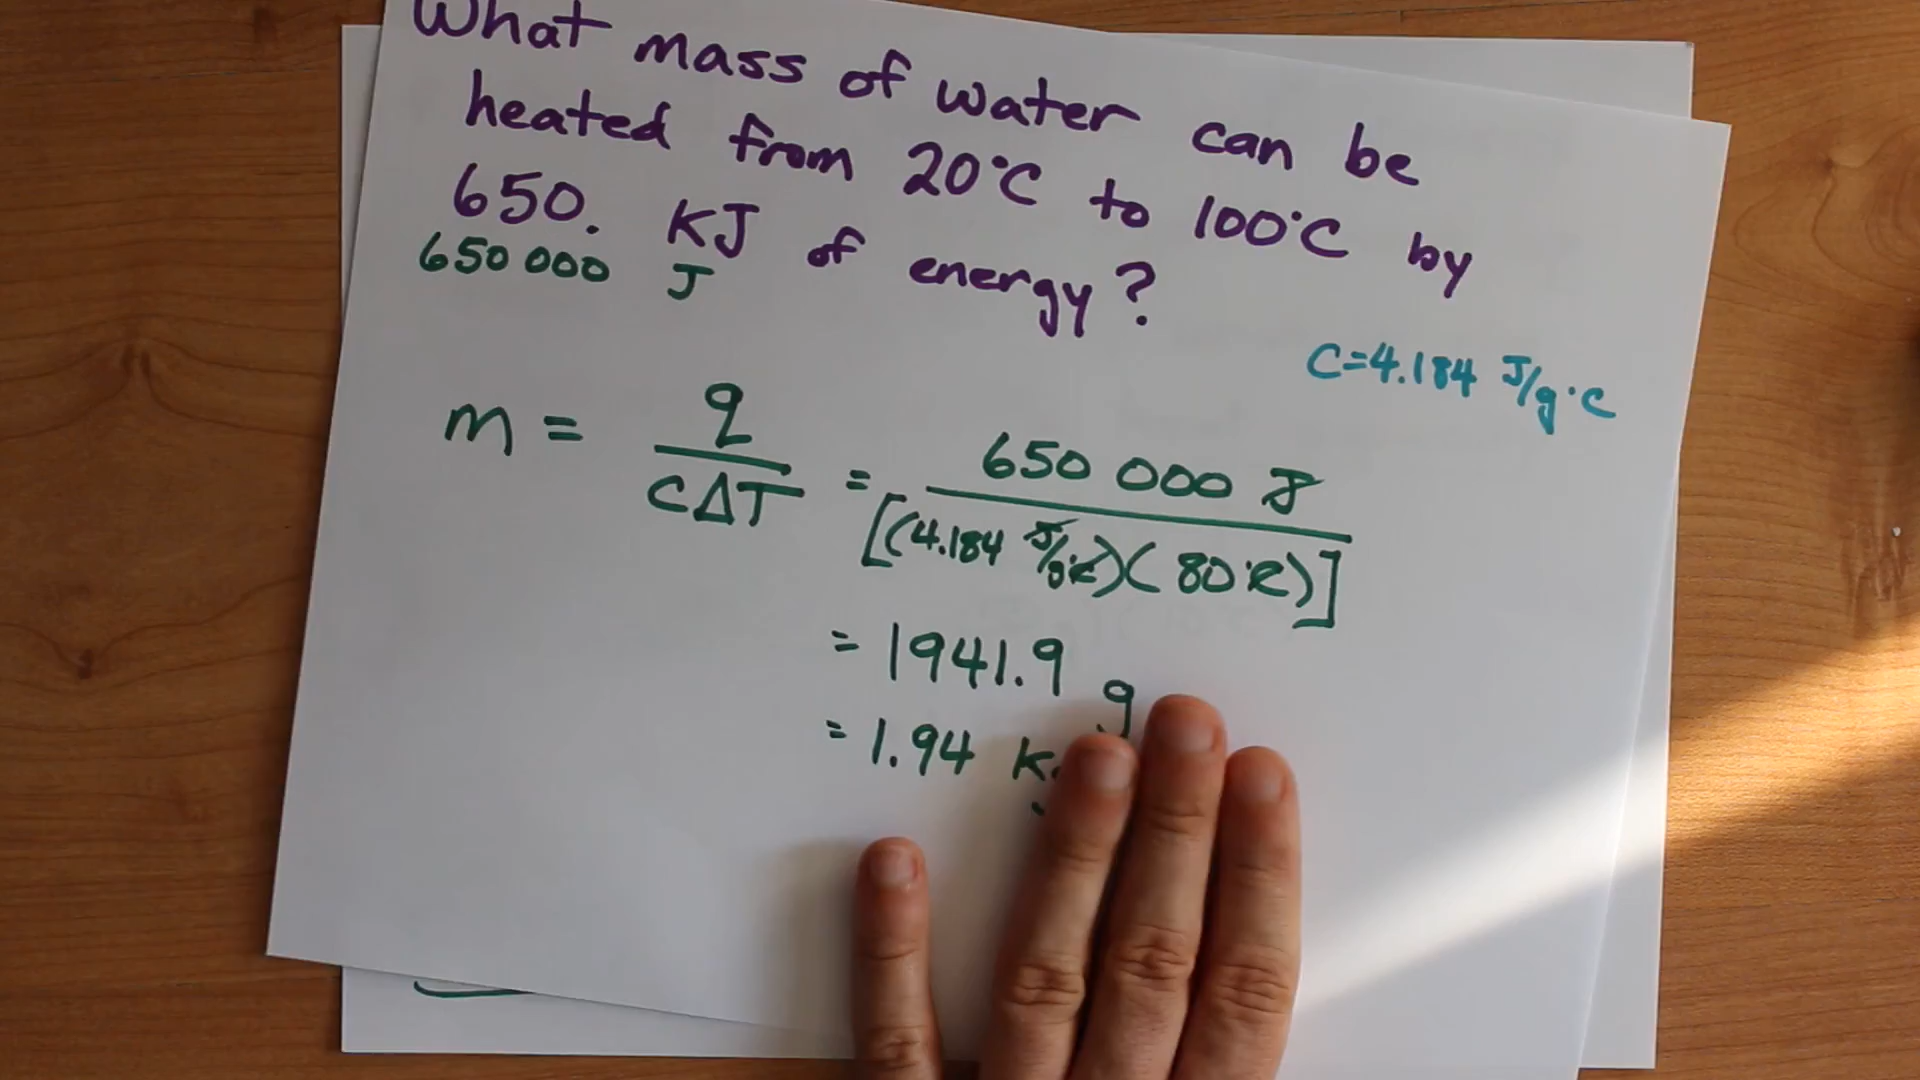 What mass of water can be
heated from 20°C to 100°C by
650. KJ of energy?
650 000 J
C=4.184 J/g·C
m = q / CΔT = 650 000 J / [(4.184 J/g°C)(80°C)]
= 1941.9 g
= 1.94 K